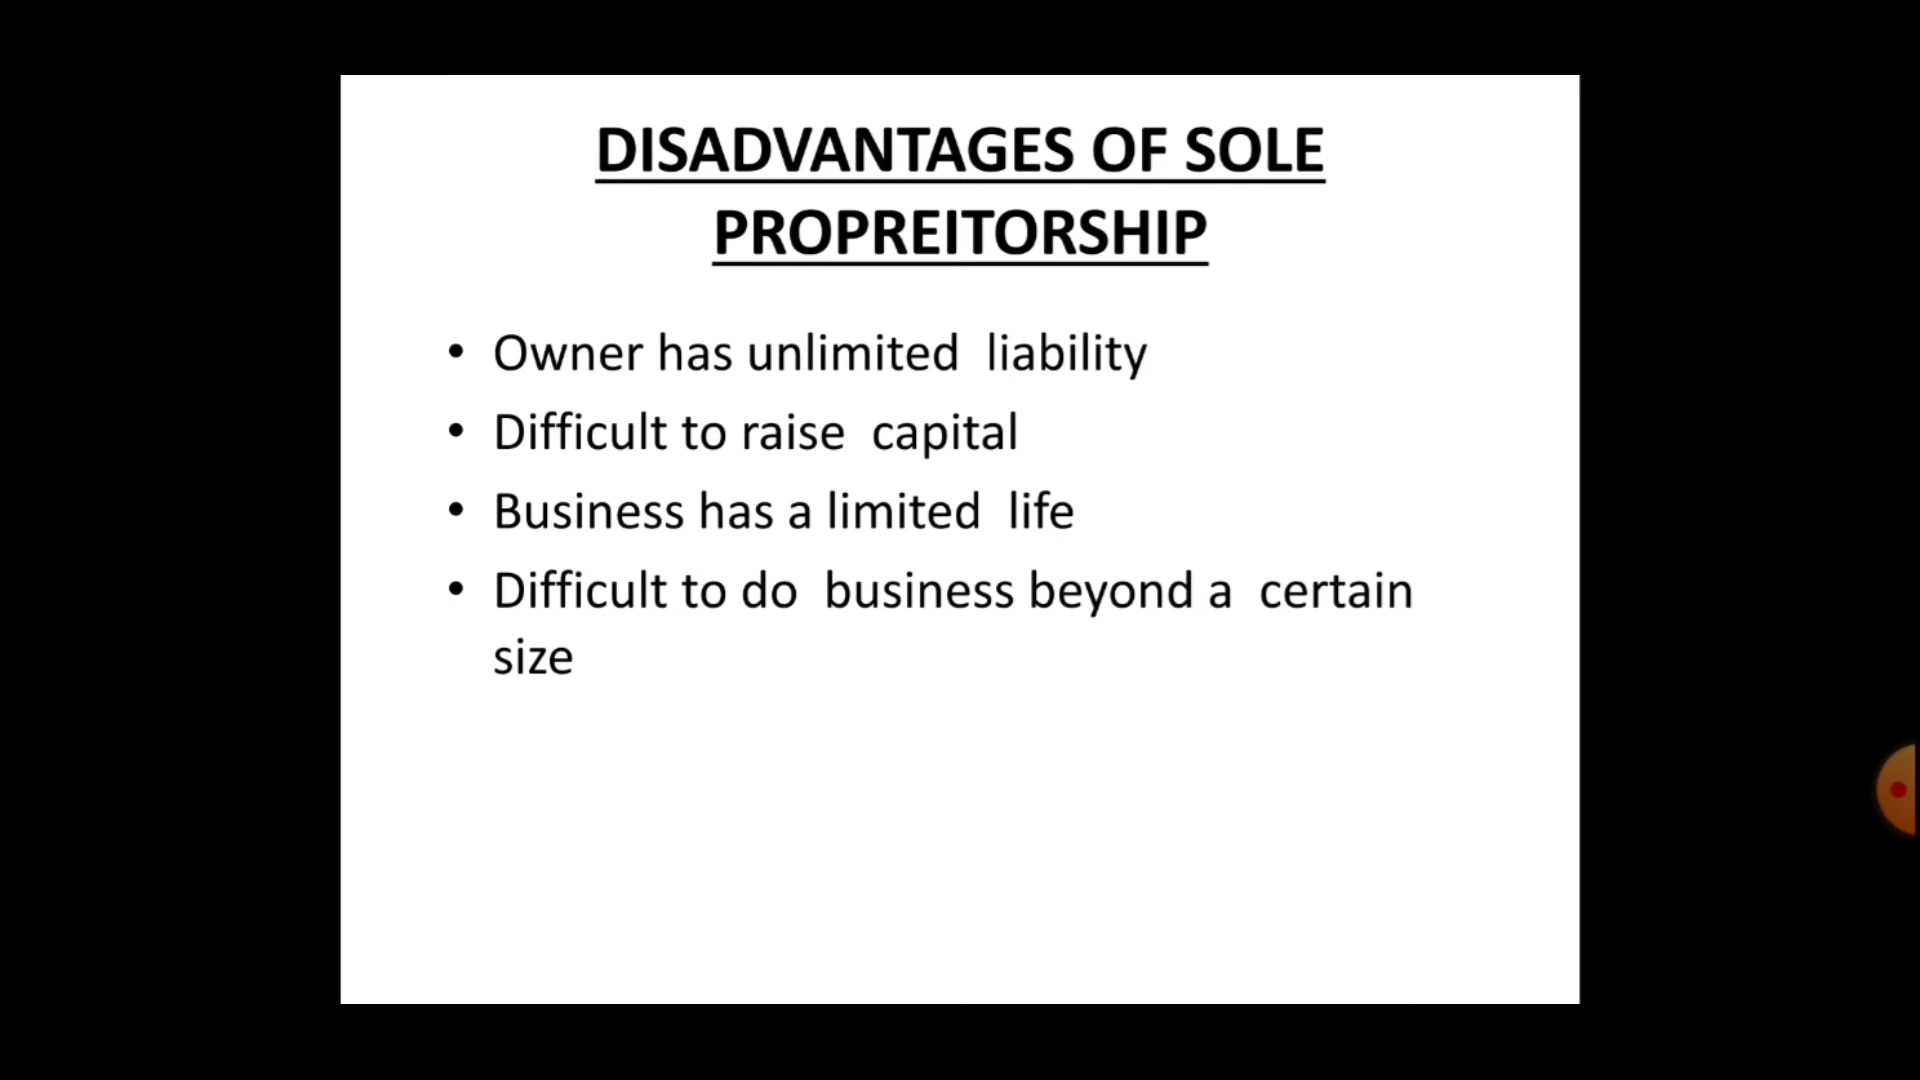 DISADVANTAGES OF SOLE
PROPREITORSHIP
• Owner has unlimited  liability
• Difficult to raise  capital
• Business has a limited  life
• Difficult to do  business beyond a  certain
size